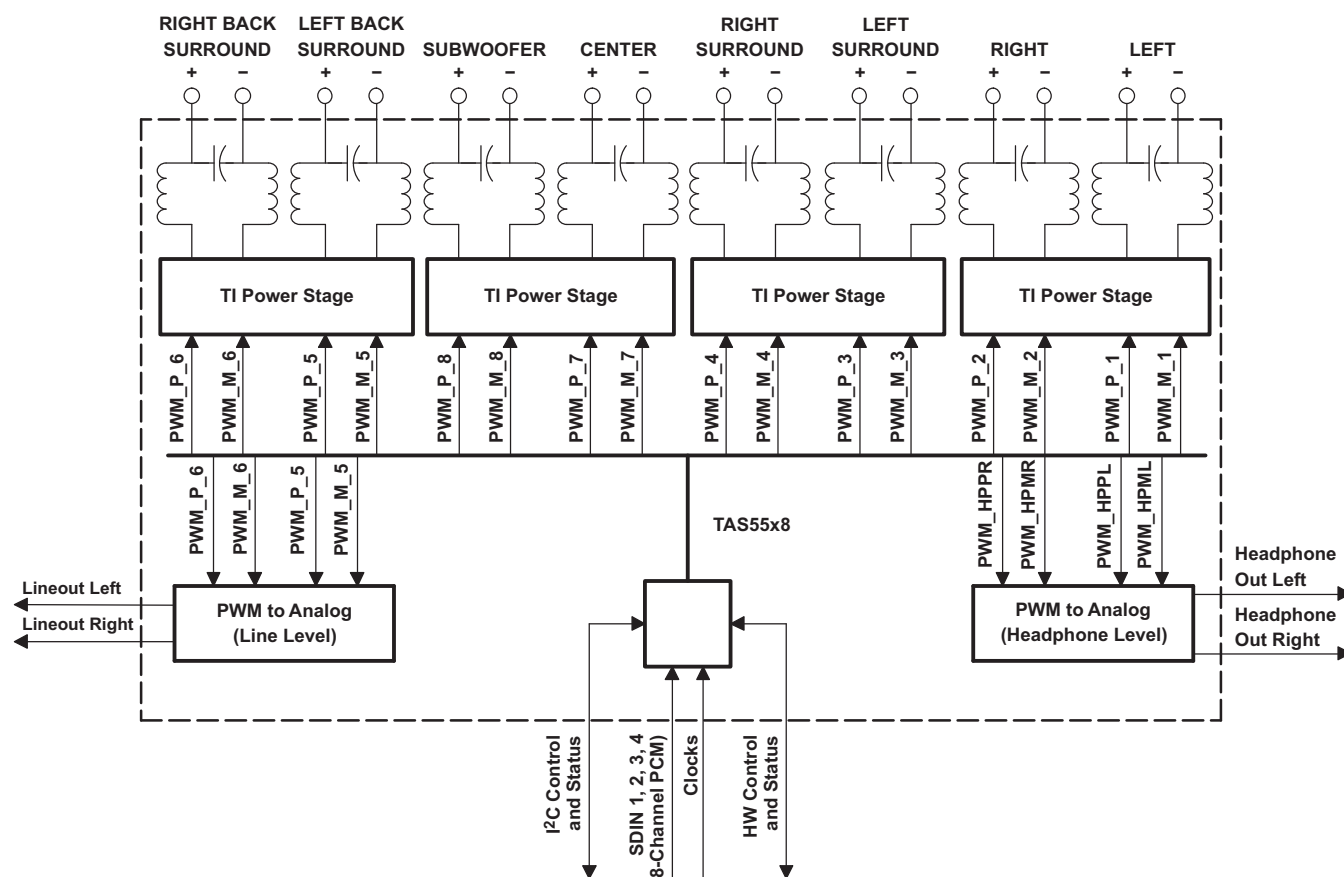 RIGHT BACK
SURROUND
LEFT BACK
SURROUND
SUBWOOFER
CENTER
RIGHT
SURROUND
LEFT
SURROUND
RIGHT
LEFT
+ – + – + – + – + – + – + – + –
TI Power Stage
TI Power Stage
TI Power Stage
TI Power Stage
PWM_P_6
PWM_M_6
PWM_P_5
PWM_M_5
PWM_P_8
PWM_M_8
PWM_P_7
PWM_M_7
PWM_P_4
PWM_M_4
PWM_P_3
PWM_M_3
PWM_P_2
PWM_M_2
PWM_P_1
PWM_M_1
PWM_P_6
PWM_M_6
PWM_P_5
PWM_M_5
TAS55x8
PWM_HPPR
PWM_HPMR
PWM_HPPL
PWM_HPML
Lineout Left
Lineout Right
PWM to Analog
(Line Level)
PWM to Analog
(Headphone Level)
Headphone
Out Left
Headphone
Out Right
I²C Control
and Status
SDIN 1, 2, 3, 4
8-Channel PCM)
Clocks
HW Control
and Status